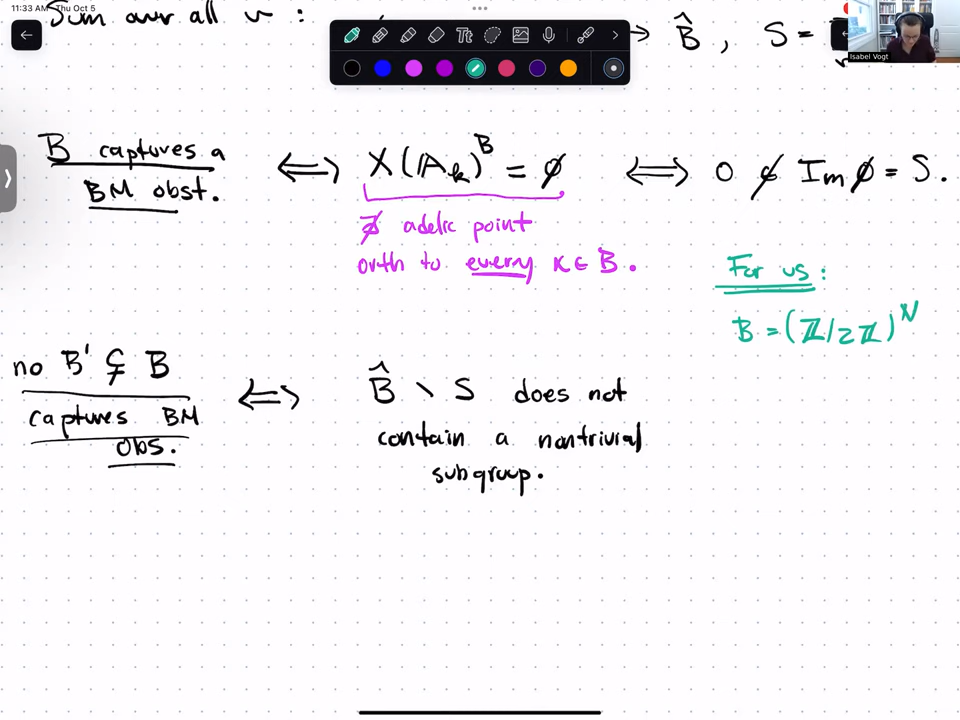 11:33 AM Thu Oct 5
Sum over all v :
→ B̂ , S =
Isabel Vogt
B captures a BM obst. ⟺ X(𝔸_k)^B = ∅ ⟺ 0 ∉ Im ϕ = S.
∄ adelic point
orth to every α ∈ B.
For us:
B = (ℤ/2ℤ)^N
no B' ⊊ B captures BM obs. ⟺ B̂ \ S does not
contain a nontrivial
subgroup.